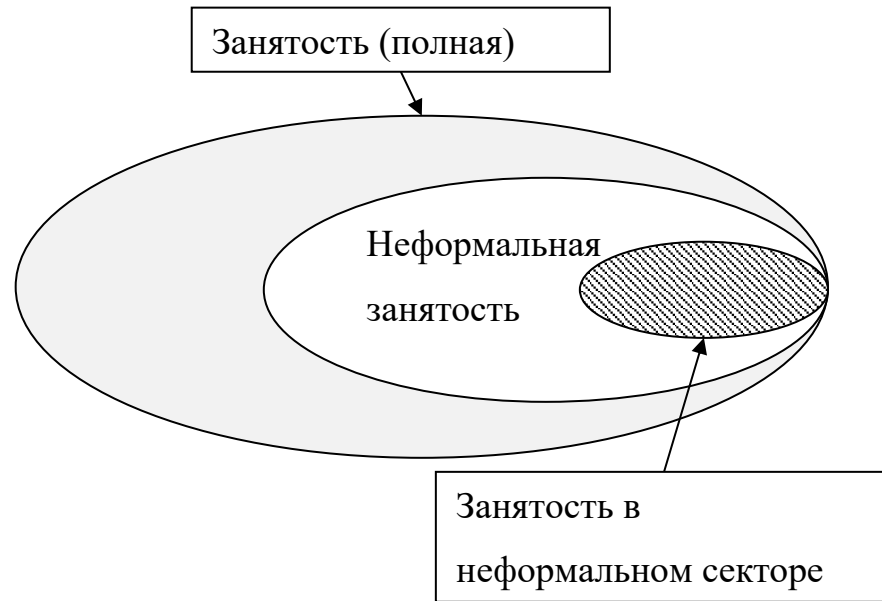 Занятость (полная)
Неформальная
занятость
Занятость в
неформальном секторе